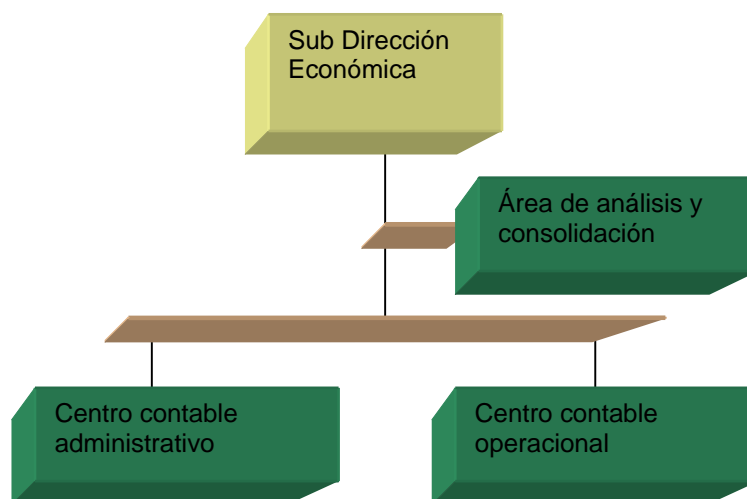 Sub Dirección
Económica
Área de análisis y
consolidación
Centro contable
administrativo
Centro contable
operacional